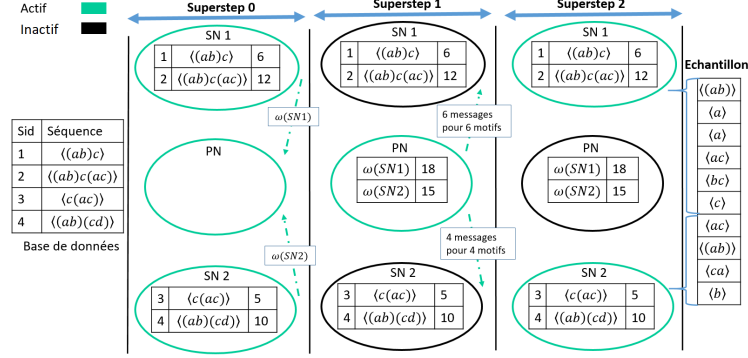 Actif
Inactif
Superstep 0
Superstep 1
Superstep 2
Echantillon
Sid Séquence
1 ⟨(ab)c⟩
2 ⟨(ab)c(ac)⟩
3 ⟨c(ac)⟩
4 ⟨(ab)(cd)⟩
Base de données
SN 1
1 ⟨(ab)c⟩ 6
2 ⟨(ab)c(ac)⟩ 12
ω(SN1)
PN
ω(SN2)
SN 2
3 ⟨c(ac)⟩ 5
4 ⟨(ab)(cd)⟩ 10
SN 1
1 ⟨(ab)c⟩ 6
2 ⟨(ab)c(ac)⟩ 12
6 messages
pour 6 motifs
PN
ω(SN1) 18
ω(SN2) 15
4 messages
pour 4 motifs
SN 2
3 ⟨c(ac)⟩ 5
4 ⟨(ab)(cd)⟩ 10
SN 1
1 ⟨(ab)c⟩ 6
2 ⟨(ab)c(ac)⟩ 12
PN
ω(SN1) 18
ω(SN2) 15
SN 2
3 ⟨c(ac)⟩ 5
4 ⟨(ab)(cd)⟩ 10
⟨(ab)⟩
⟨a⟩
⟨a⟩
⟨ac⟩
⟨bc⟩
⟨c⟩
⟨ac⟩
⟨(ab)⟩
⟨ca⟩
⟨b⟩